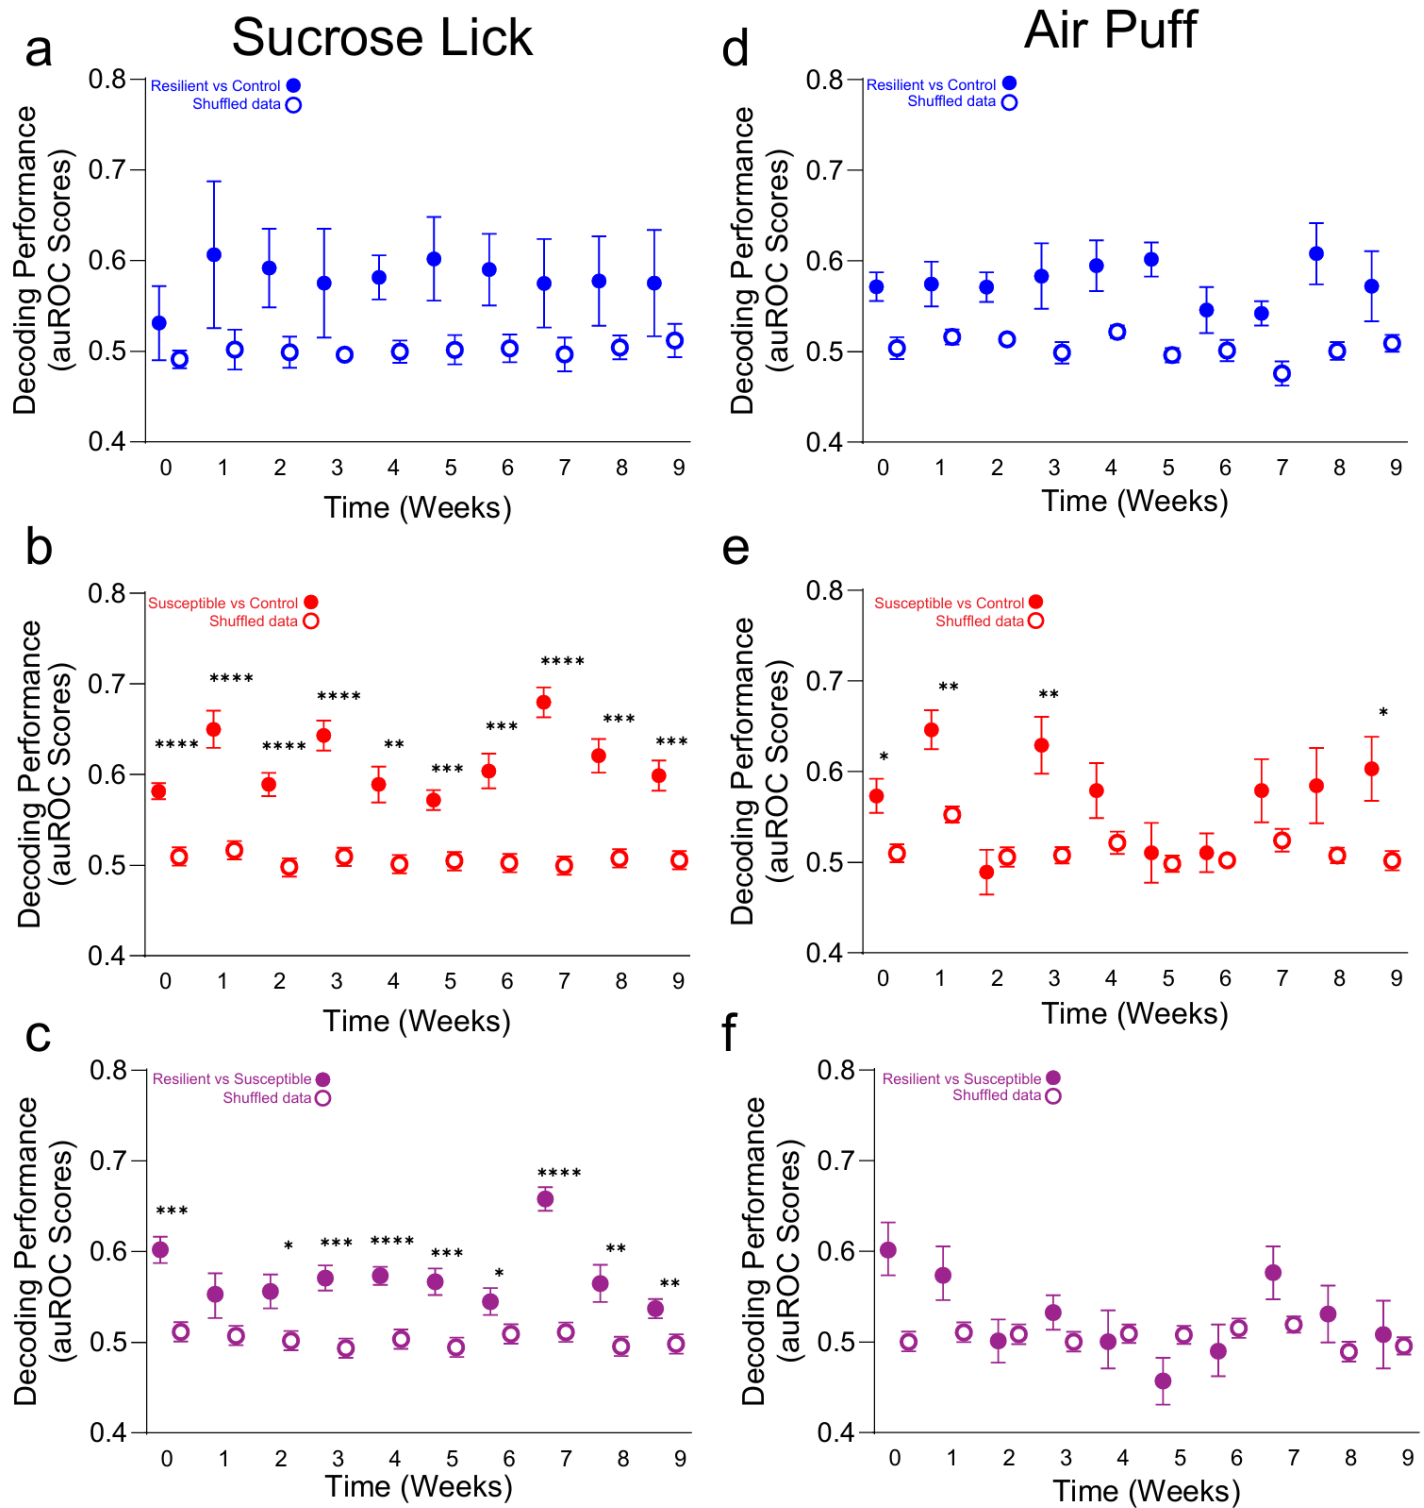 Sucrose Lick
Air Puff
a
0.8
0.7
0.6
0.5
0.4
Decoding Performance
(auROC Scores)
Resilient vs Control
Shuffled data
0 1 2 3 4 5 6 7 8 9
Time (Weeks)
d
0.8
0.7
0.6
0.5
0.4
Decoding Performance
(auROC Scores)
Resilient vs Control
Shuffled data
0 1 2 3 4 5 6 7 8 9
Time (Weeks)
b
0.8
0.7
0.6
0.5
0.4
Decoding Performance
(auROC Scores)
Susceptible vs Control
Shuffled data
**** **** **** **** ** *** *** **** *** ***
0 1 2 3 4 5 6 7 8 9
Time (Weeks)
e
0.8
0.7
0.6
0.5
0.4
Decoding Performance
(auROC Scores)
Susceptible vs Control
Shuffled data
* ** ** *
0 1 2 3 4 5 6 7 8 9
Time (Weeks)
c
0.8
0.7
0.6
0.5
0.4
Decoding Performance
(auROC Scores)
Resilient vs Susceptible
Shuffled data
*** * *** **** *** * **** ** **
0 1 2 3 4 5 6 7 8 9
Time (Weeks)
f
0.8
0.7
0.6
0.5
0.4
Decoding Performance
(auROC Scores)
Resilient vs Susceptible
Shuffled data
0 1 2 3 4 5 6 7 8 9
Time (Weeks)